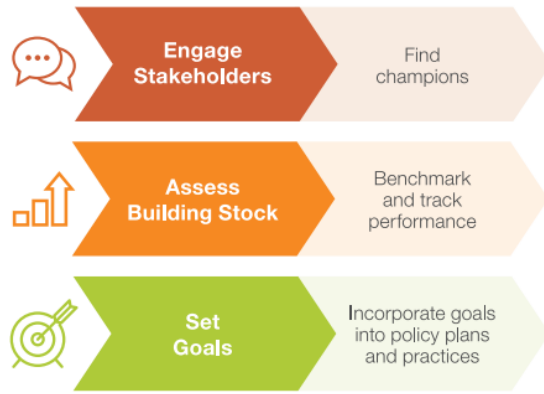 Engage
Stakeholders
Find
champions
Assess
Building Stock
Benchmark
and track
performance
Set
Goals
Incorporate goals
into policy plans
and practices